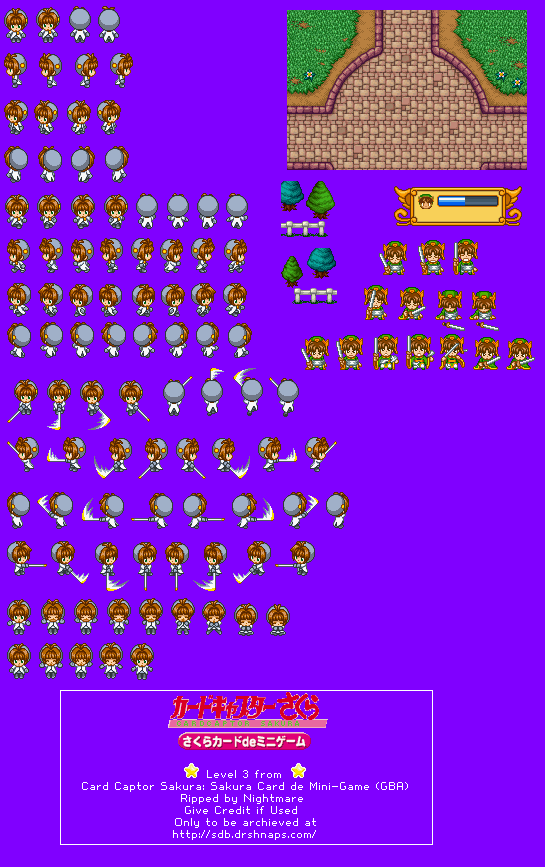 カードキャプターさくら
さくらカードdeミニゲーム
Level 3 from
Card Captor Sakura: Sakura Card de Mini-Game (GBA)
Ripped by Nightmare
Give Credit if Used
Only to be archieved at
http://sdb.drshnaps.com/